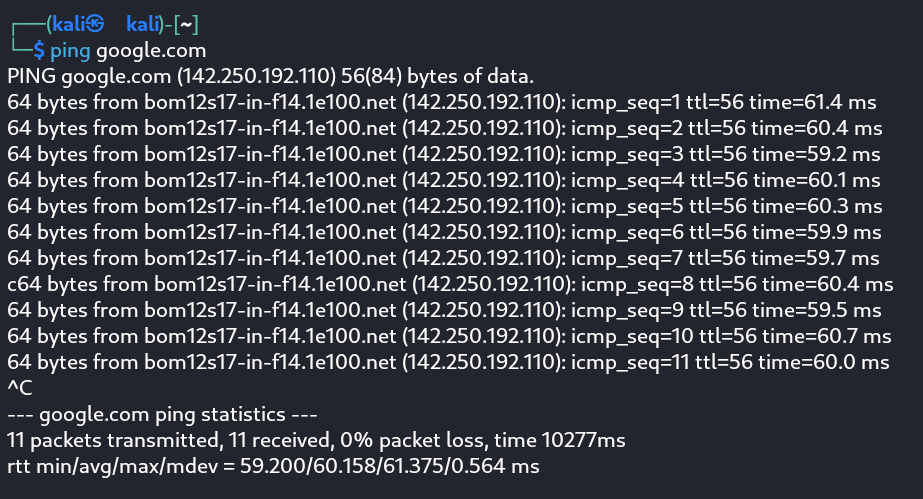 ┌──(kali㉿kali)-[~]
└─$ ping google.com
PING google.com (142.250.192.110) 56(84) bytes of data.
64 bytes from bom12s17-in-f14.1e100.net (142.250.192.110): icmp_seq=1 ttl=56 time=61.4 ms
64 bytes from bom12s17-in-f14.1e100.net (142.250.192.110): icmp_seq=2 ttl=56 time=60.4 ms
64 bytes from bom12s17-in-f14.1e100.net (142.250.192.110): icmp_seq=3 ttl=56 time=59.2 ms
64 bytes from bom12s17-in-f14.1e100.net (142.250.192.110): icmp_seq=4 ttl=56 time=60.1 ms
64 bytes from bom12s17-in-f14.1e100.net (142.250.192.110): icmp_seq=5 ttl=56 time=60.3 ms
64 bytes from bom12s17-in-f14.1e100.net (142.250.192.110): icmp_seq=6 ttl=56 time=59.9 ms
64 bytes from bom12s17-in-f14.1e100.net (142.250.192.110): icmp_seq=7 ttl=56 time=59.7 ms
c64 bytes from bom12s17-in-f14.1e100.net (142.250.192.110): icmp_seq=8 ttl=56 time=60.4 ms
64 bytes from bom12s17-in-f14.1e100.net (142.250.192.110): icmp_seq=9 ttl=56 time=59.5 ms
64 bytes from bom12s17-in-f14.1e100.net (142.250.192.110): icmp_seq=10 ttl=56 time=60.7 ms
64 bytes from bom12s17-in-f14.1e100.net (142.250.192.110): icmp_seq=11 ttl=56 time=60.0 ms
^C
--- google.com ping statistics ---
11 packets transmitted, 11 received, 0% packet loss, time 10277ms
rtt min/avg/max/mdev = 59.200/60.158/61.375/0.564 ms